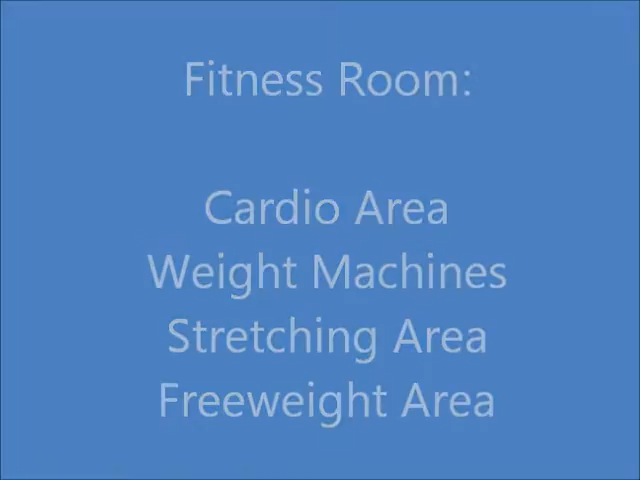 Fitness Room:
Cardio Area
Weight Machines
Stretching Area
Freeweight Area